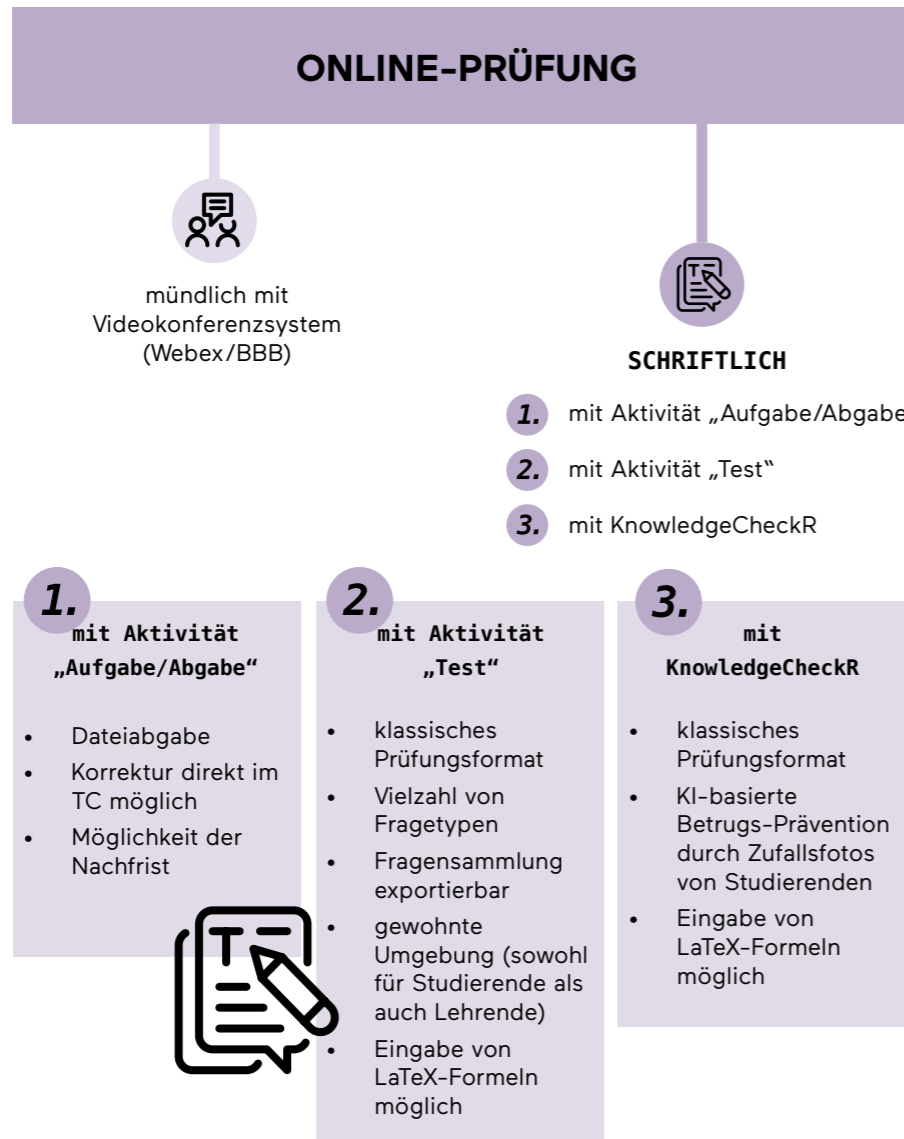 ONLINE-PRÜFUNG
mündlich mit
Videokonferenzsystem
(Webex/BBB)
SCHRIFTLICH
1. mit Aktivität „Aufgabe/Abgabe
2. mit Aktivität „Test“
3. mit KnowledgeCheckR
1.
mit Aktivität
„Aufgabe/Abgabe“
• Dateiabgabe
• Korrektur direkt im
TC möglich
• Möglichkeit der
Nachfrist
2.
mit Aktivität
„Test“
• klassisches
Prüfungsformat
• Vielzahl von
Fragetypen
• Fragensammlung
exportierbar
• gewohnte
Umgebung (sowohl
für Studierende als
auch Lehrende)
• Eingabe von
LaTeX-Formeln
möglich
3.
mit
KnowledgeCheckR
• klassisches
Prüfungsformat
• KI-basierte
Betrugs-Prävention
durch Zufallsfotos
von Studierenden
• Eingabe von
LaTeX-Formeln
möglich